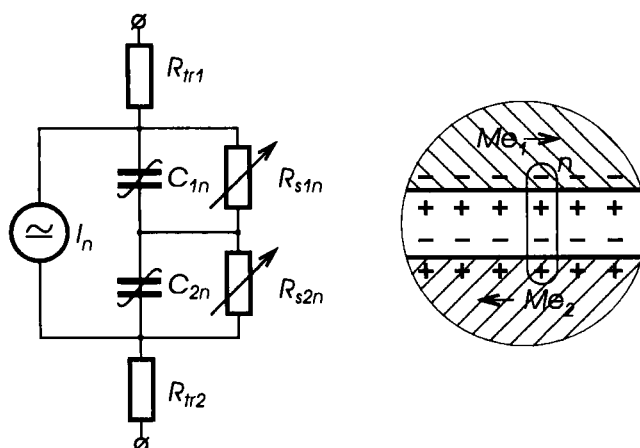 ø
R_tr1
C_1n
R_s1n
≃
I_n
C_2n
R_s2n
R_tr2
ø
Me_1 →
n
− − − − − −
+ + + + + +
− − − − − −
+ + + + + +
← Me_2